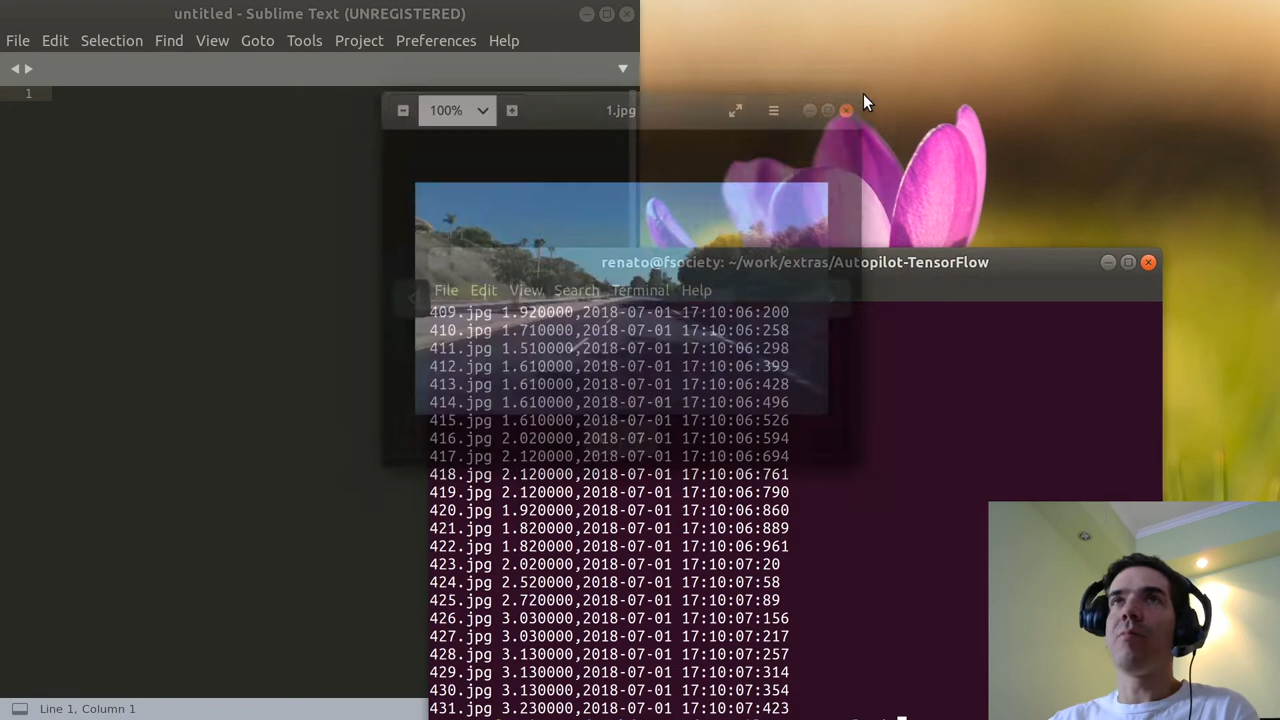 untitled - Sublime Text (UNREGISTERED)
File Edit Selection Find View Goto Tools Project Preferences Help
1
100% 1.jpg
renato@fsociety: ~/work/extras/Autopilot-TensorFlow
File Edit View Search Terminal Help
409.jpg 1.920000,2018-07-01 17:10:06:200
410.jpg 1.710000,2018-07-01 17:10:06:258
411.jpg 1.510000,2018-07-01 17:10:06:298
412.jpg 1.610000,2018-07-01 17:10:06:399
413.jpg 1.610000,2018-07-01 17:10:06:428
414.jpg 1.610000,2018-07-01 17:10:06:496
415.jpg 1.610000,2018-07-01 17:10:06:526
416.jpg 2.020000,2018-07-01 17:10:06:594
417.jpg 2.120000,2018-07-01 17:10:06:694
418.jpg 2.120000,2018-07-01 17:10:06:761
419.jpg 2.120000,2018-07-01 17:10:06:790
420.jpg 1.920000,2018-07-01 17:10:06:860
421.jpg 1.820000,2018-07-01 17:10:06:889
422.jpg 1.820000,2018-07-01 17:10:06:961
423.jpg 2.020000,2018-07-01 17:10:07:20
424.jpg 2.520000,2018-07-01 17:10:07:58
425.jpg 2.720000,2018-07-01 17:10:07:89
426.jpg 3.030000,2018-07-01 17:10:07:156
427.jpg 3.030000,2018-07-01 17:10:07:217
428.jpg 3.130000,2018-07-01 17:10:07:257
429.jpg 3.130000,2018-07-01 17:10:07:314
430.jpg 3.130000,2018-07-01 17:10:07:354
431.jpg 3.230000,2018-07-01 17:10:07:423
Line 1, Column 1